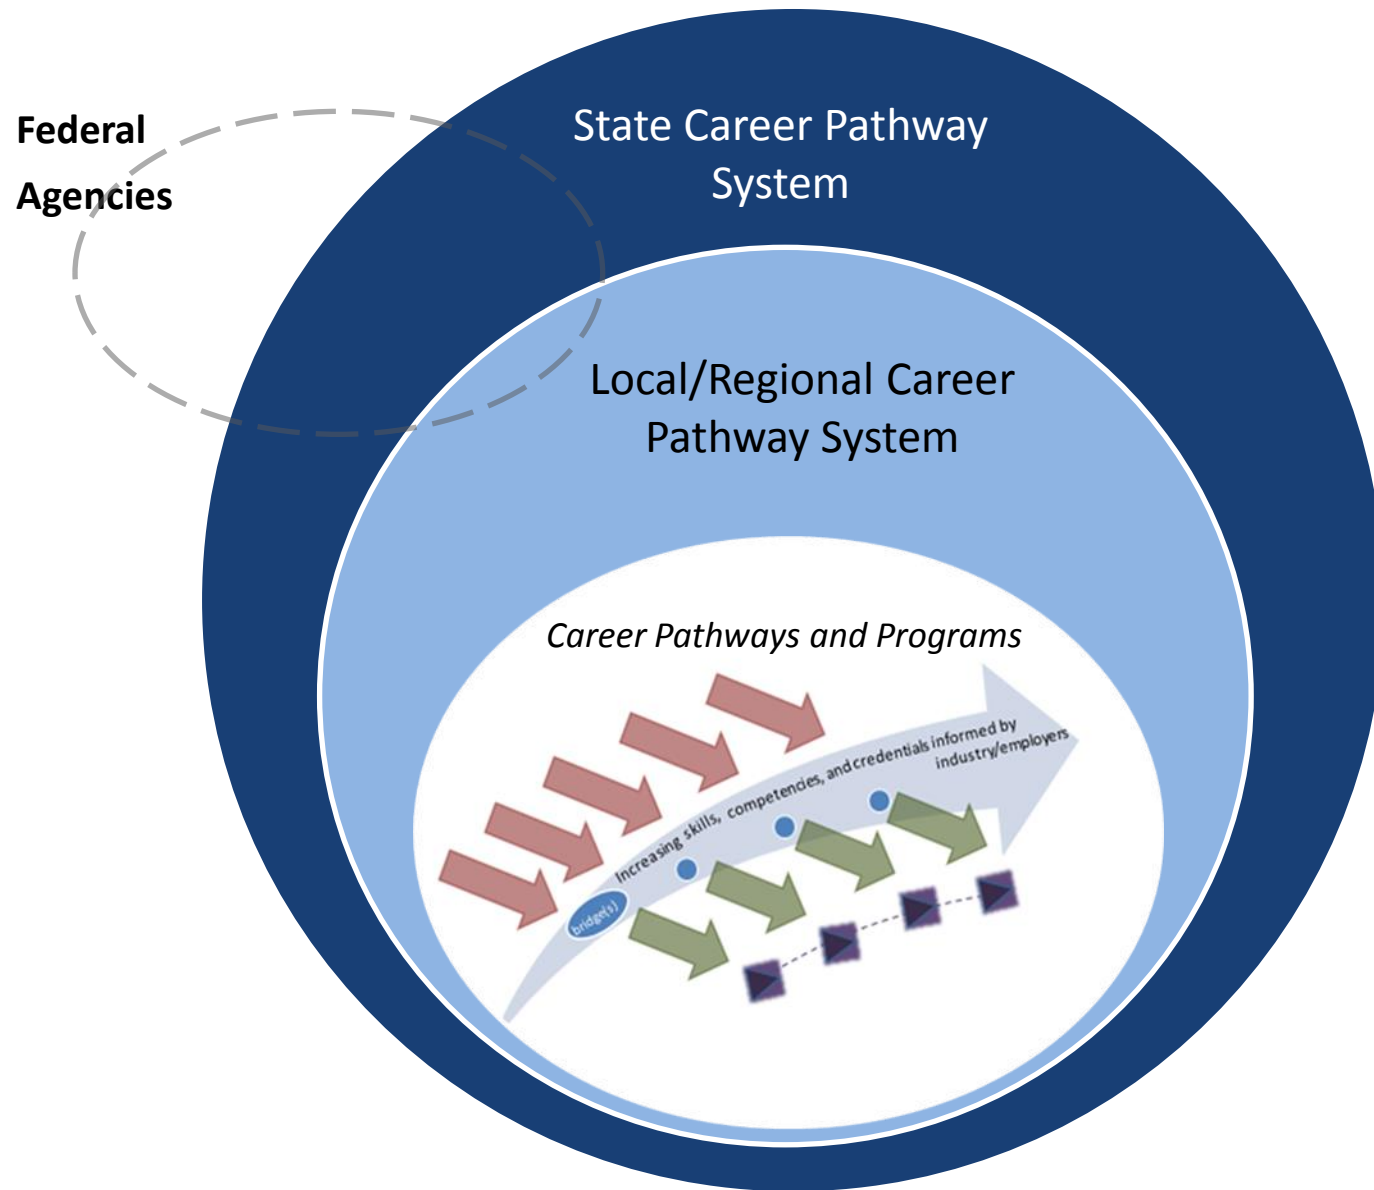 Federal
Agencies
State Career Pathway
System
Local/Regional Career
Pathway System
Career Pathways and Programs
Increasing skills, competencies, and credentials informed by
industry/employers
bridge(s)